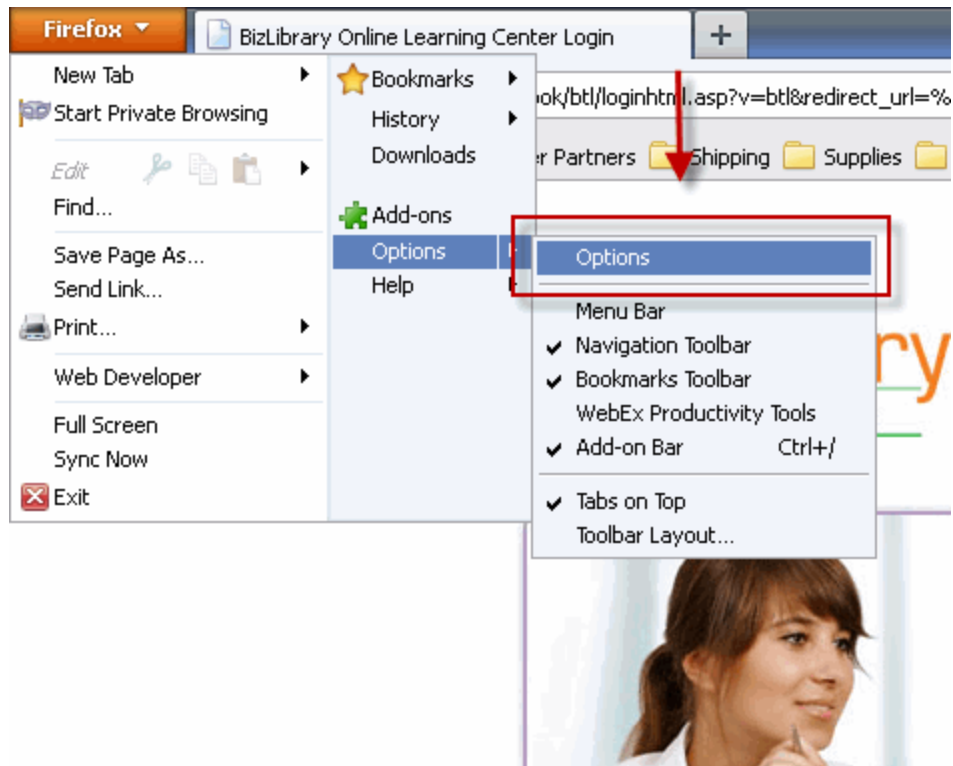 Firefox
BizLibrary Online Learning Center Login
+
New Tab
Start Private Browsing
Edit
Find...
Save Page As...
Send Link...
Print...
Web Developer
Full Screen
Sync Now
Exit
Bookmarks
History
Downloads
Add-ons
Options
Help
ok/btl/loginhtml.asp?v=btl&redirect_url=%
er Partners Shipping Supplies
Options
Menu Bar
Navigation Toolbar
Bookmarks Toolbar
WebEx Productivity Tools
Add-on Bar Ctrl+/
Tabs on Top
Toolbar Layout...
ry